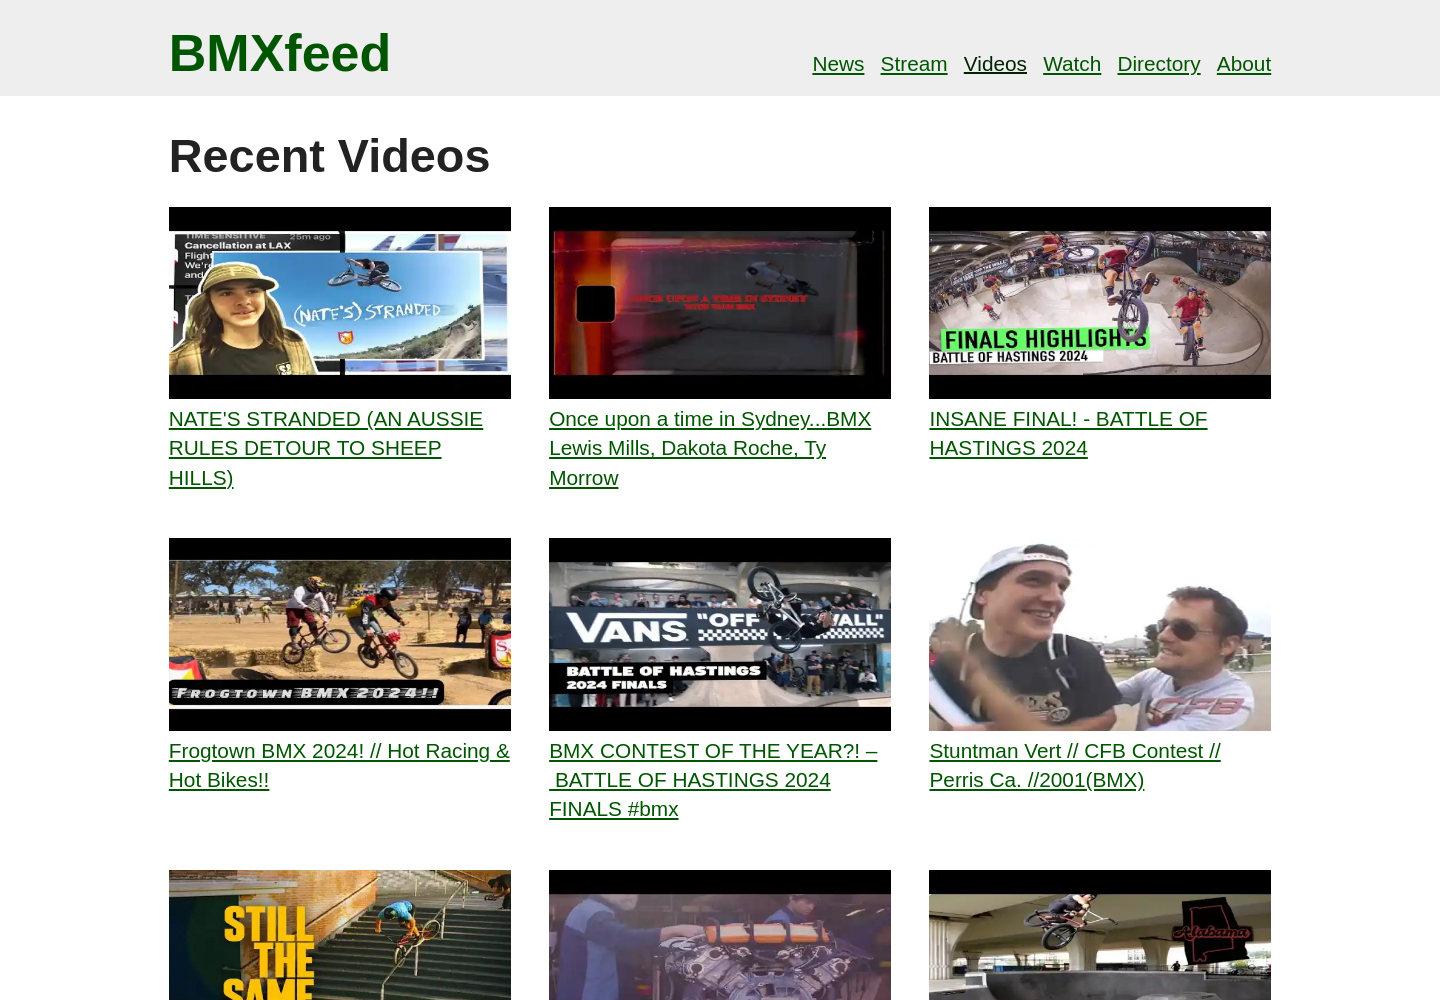 BMXfeed
News Stream Videos Watch Directory About
Recent Videos
TIME SENSITIVE 25m ago
Cancellation at LAX
Flight
We're
and
(NATE'S) STRANDED
NATE'S STRANDED (AN AUSSIE
RULES DETOUR TO SHEEP
HILLS)
ONCE UPON A TIME IN SYDNEY
Once upon a time in Sydney...BMX
Lewis Mills, Dakota Roche, Ty
Morrow
FINALS HIGHLIGHTS
BATTLE OF HASTINGS 2024
INSANE FINAL! - BATTLE OF
HASTINGS 2024
FROGTOWN BMX 2024!!
Frogtown BMX 2024! // Hot Racing &
Hot Bikes!!
VANS "OFF WALL"
BATTLE OF HASTINGS
2024 FINALS
BMX CONTEST OF THE YEAR?! –
BATTLE OF HASTINGS 2024
FINALS #bmx
CFB
Stuntman Vert // CFB Contest //
Perris Ca. //2001(BMX)
STILL
THE
SAME
Alabama